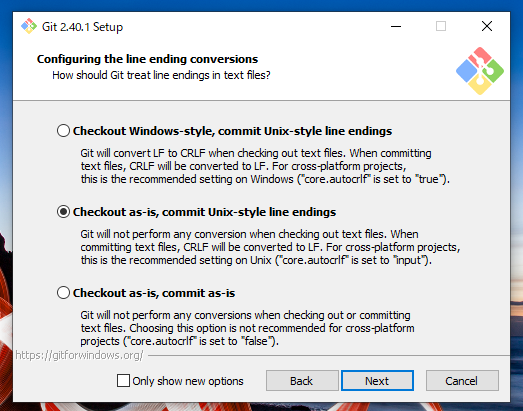 Git 2.40.1 Setup
Configuring the line ending conversions
How should Git treat line endings in text files?
Checkout Windows-style, commit Unix-style line endings
Git will convert LF to CRLF when checking out text files. When committing
text files, CRLF will be converted to LF. For cross-platform projects,
this is the recommended setting on Windows ("core.autocrlf" is set to "true").
Checkout as-is, commit Unix-style line endings
Git will not perform any conversion when checking out text files. When
committing text files, CRLF will be converted to LF. For cross-platform projects,
this is the recommended setting on Unix ("core.autocrlf" is set to "input").
Checkout as-is, commit as-is
Git will not perform any conversions when checking out or committing
text files. Choosing this option is not recommended for cross-platform
projects ("core.autocrlf" is set to "false").
https://gitforwindows.org/
Only show new options
Back
Next
Cancel